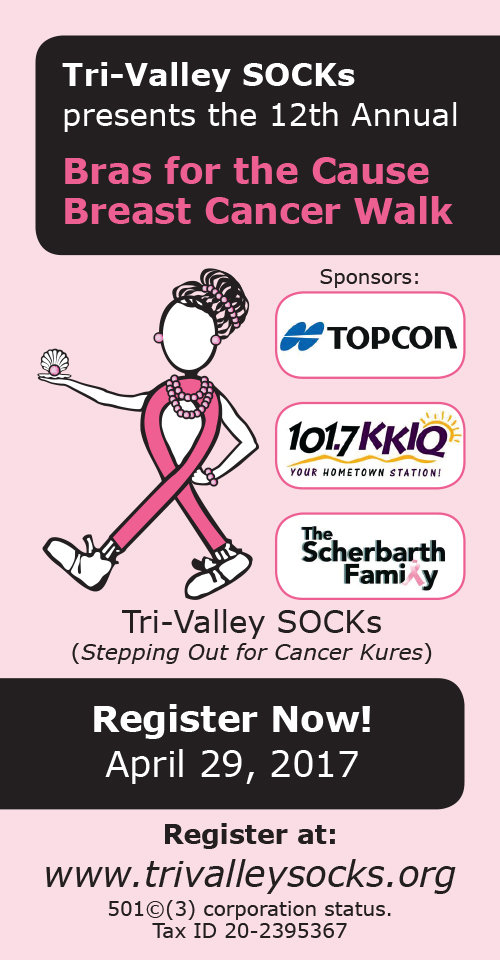 Tri-Valley SOCKs
presents the 12th Annual
Bras for the Cause
Breast Cancer Walk
Sponsors:
TOPCON
101.7 KKIQ
YOUR HOMETOWN STATION!
The
Scherbarth
Family
Tri-Valley SOCKs
(Stepping Out for Cancer Kures)
Register Now!
April 29, 2017
Register at:
www.trivalleysocks.org
501©(3) corporation status.
Tax ID 20-2395367